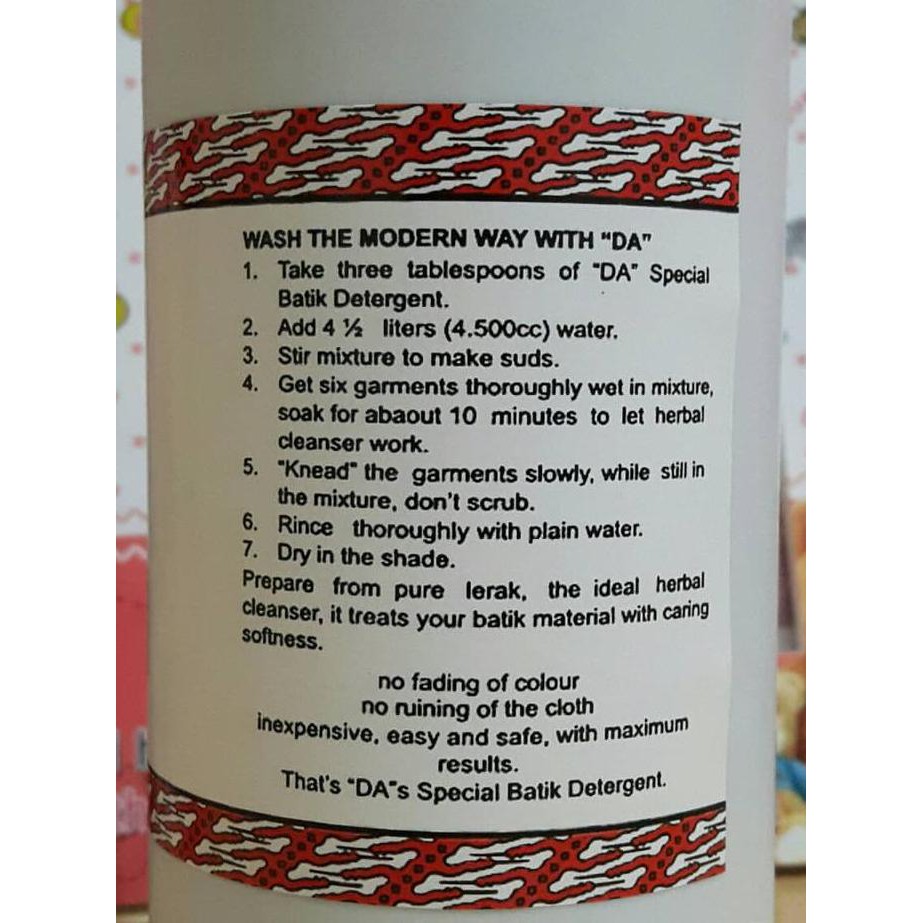 WASH THE MODERN WAY WITH "DA"
1. Take three tablespoons of "DA" Special
Batik Detergent.
2. Add 4 ½ liters (4.500cc) water.
3. Stir mixture to make suds.
4. Get six garments thoroughly wet in mixture,
soak for abaout 10 minutes to let herbal
cleanser work.
5. "Knead" the garments slowly, while still in
the mixture, don't scrub.
6. Rince thoroughly with plain water.
7. Dry in the shade.
Prepare from pure lerak, the ideal herbal
cleanser, it treats your batik material with caring
softness.
no fading of colour
no ruining of the cloth
inexpensive, easy and safe, with maximum
results.
That's "DA"s Special Batik Detergent.